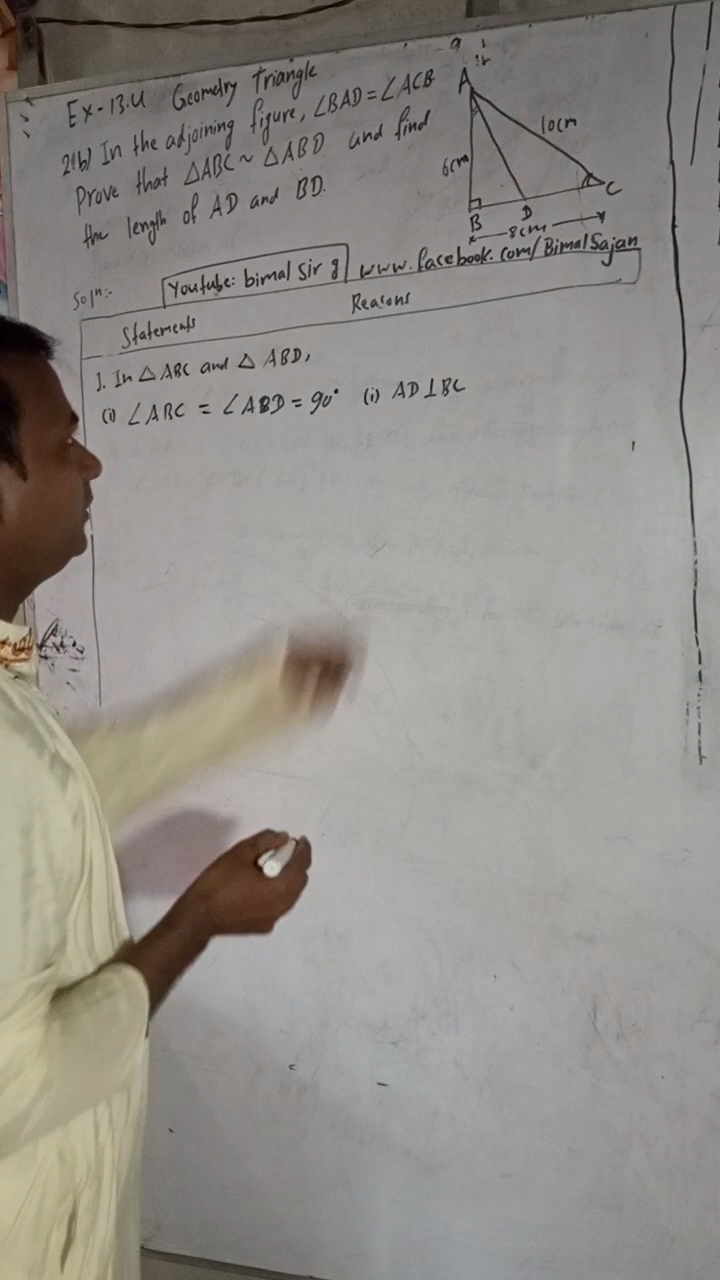 Ex-13.4 Geometry Triangle
2(b) In the adjoining figure, ∠BAD = ∠ACB
Prove that △ABC ~ △ABD and find
the length of AD and BD.
A
10cm
6cm
B D C
8cm
Solⁿ:-
Youtube: bimal sir g www.facebook.com/BimalSajan
Statements Reasons
1. In △ABC and △ABD,
(i) ∠ABC = ∠ABD = 90° (i) AD⊥BC